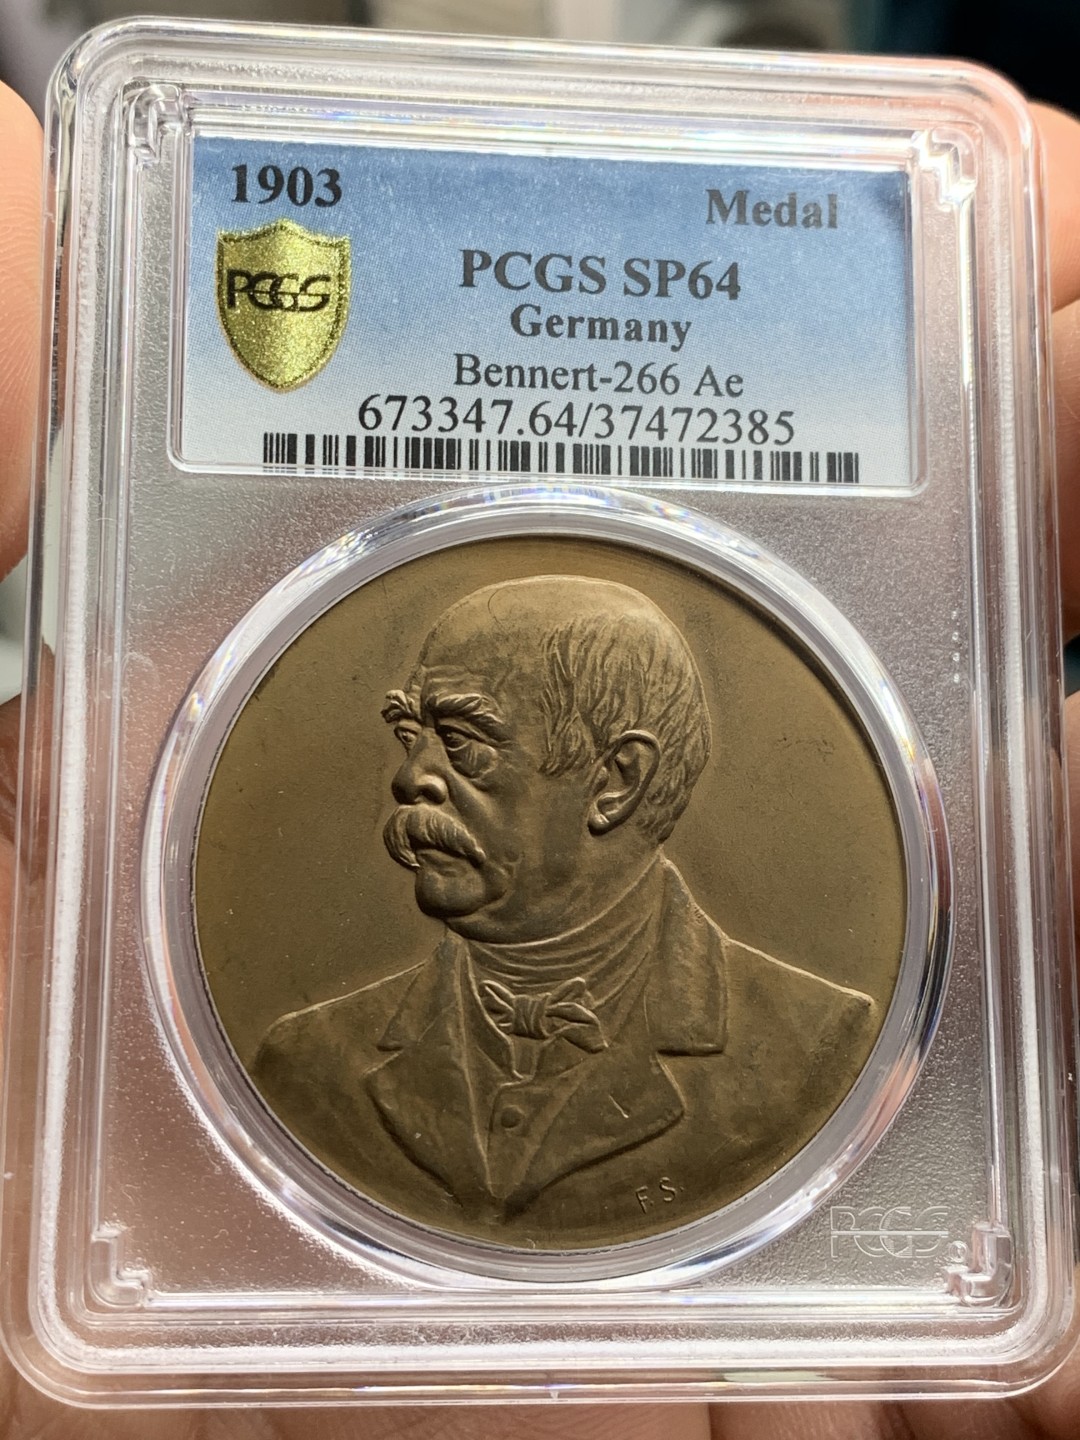 1903
Medal
PCGS
PCGS SP64
Germany
Bennert-266 Ae
673347.64/37472385
F.S.
PCGS